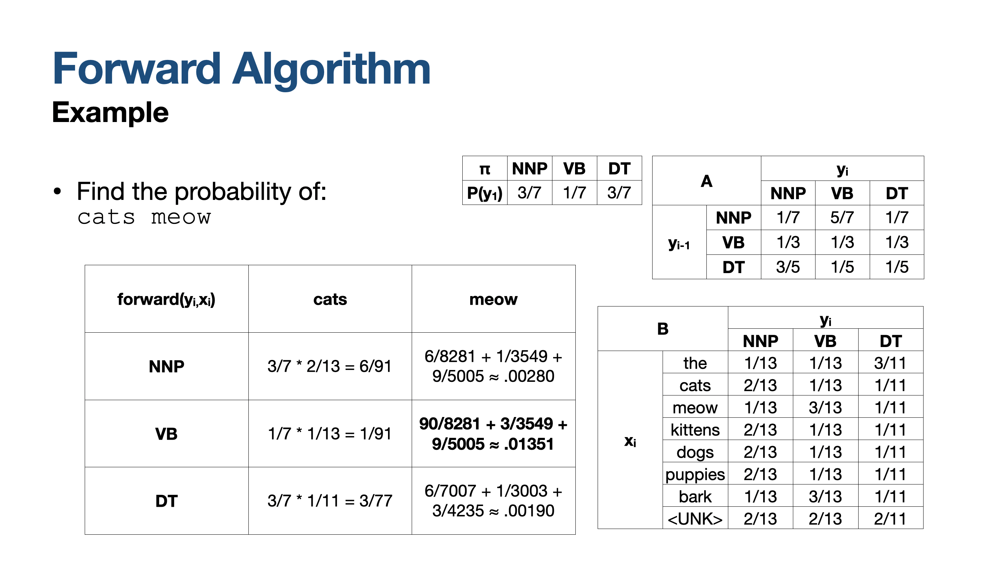 Forward Algorithm
Example
• Find the probability of:
cats meow
π NNP VB DT
P(y₁) 3/7 1/7 3/7
A yᵢ
NNP VB DT
yᵢ₋₁
NNP 1/7 5/7 1/7
VB 1/3 1/3 1/3
DT 3/5 1/5 1/5
forward(yᵢ,xᵢ) cats meow
NNP 3/7 * 2/13 = 6/91 6/8281 + 1/3549 +
9/5005 ≈ .00280
VB 1/7 * 1/13 = 1/91 90/8281 + 3/3549 +
9/5005 ≈ .01351
DT 3/7 * 1/11 = 3/77 6/7007 + 1/3003 +
3/4235 ≈ .00190
B yᵢ
NNP VB DT
xᵢ
the 1/13 1/13 3/11
cats 2/13 1/13 1/11
meow 1/13 3/13 1/11
kittens 2/13 1/13 1/11
dogs 2/13 1/13 1/11
puppies 2/13 1/13 1/11
bark 1/13 3/13 1/11
<UNK> 2/13 2/13 2/11